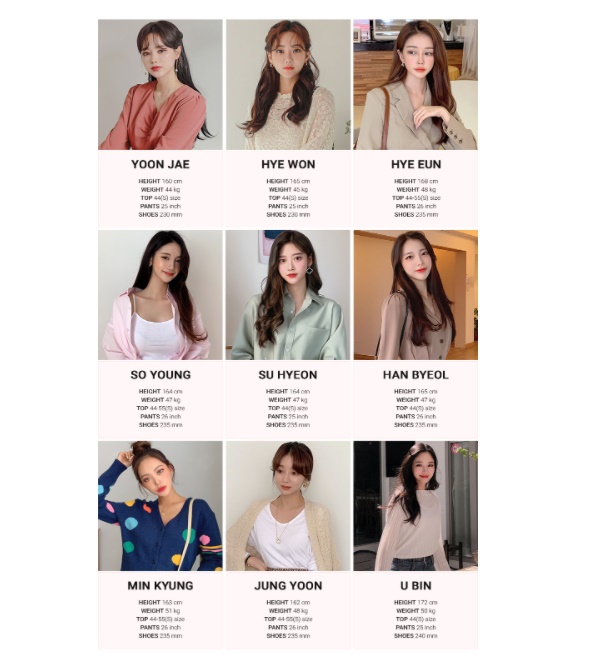 YOON JAE
HEIGHT 160 cm
WEIGHT 44 kg
TOP 44(S) size
PANTS 25 inch
SHOES 230 mm
HYE WON
HEIGHT 165 cm
WEIGHT 45 kg
TOP 44(S) size
PANTS 25 inch
SHOES 230 mm
HYE EUN
HEIGHT 168 cm
WEIGHT 48 kg
TOP 44-55(S) size
PANTS 26 inch
SHOES 235 mm
SO YOUNG
HEIGHT 164 cm
WEIGHT 47 kg
TOP 44-55(S) size
PANTS 26 inch
SHOES 235 mm
SU HYEON
HEIGHT 164 cm
WEIGHT 47 kg
TOP 44(S) size
PANTS 26 inch
SHOES 235 mm
HAN BYEOL
HEIGHT 165 cm
WEIGHT 47 kg
TOP 44(S) size
PANTS 26 inch
SHOES 235 mm
MIN KYUNG
HEIGHT 163 cm
WEIGHT 51 kg
TOP 44-55(S) size
PANTS 26 inch
SHOES 235 mm
JUNG YOON
HEIGHT 162 cm
WEIGHT 48 kg
TOP 44-55(S) size
PANTS 26 inch
SHOES 235 mm
U BIN
HEIGHT 172 cm
WEIGHT 50 kg
TOP 44(S) size
PANTS 25 inch
SHOES 240 mm